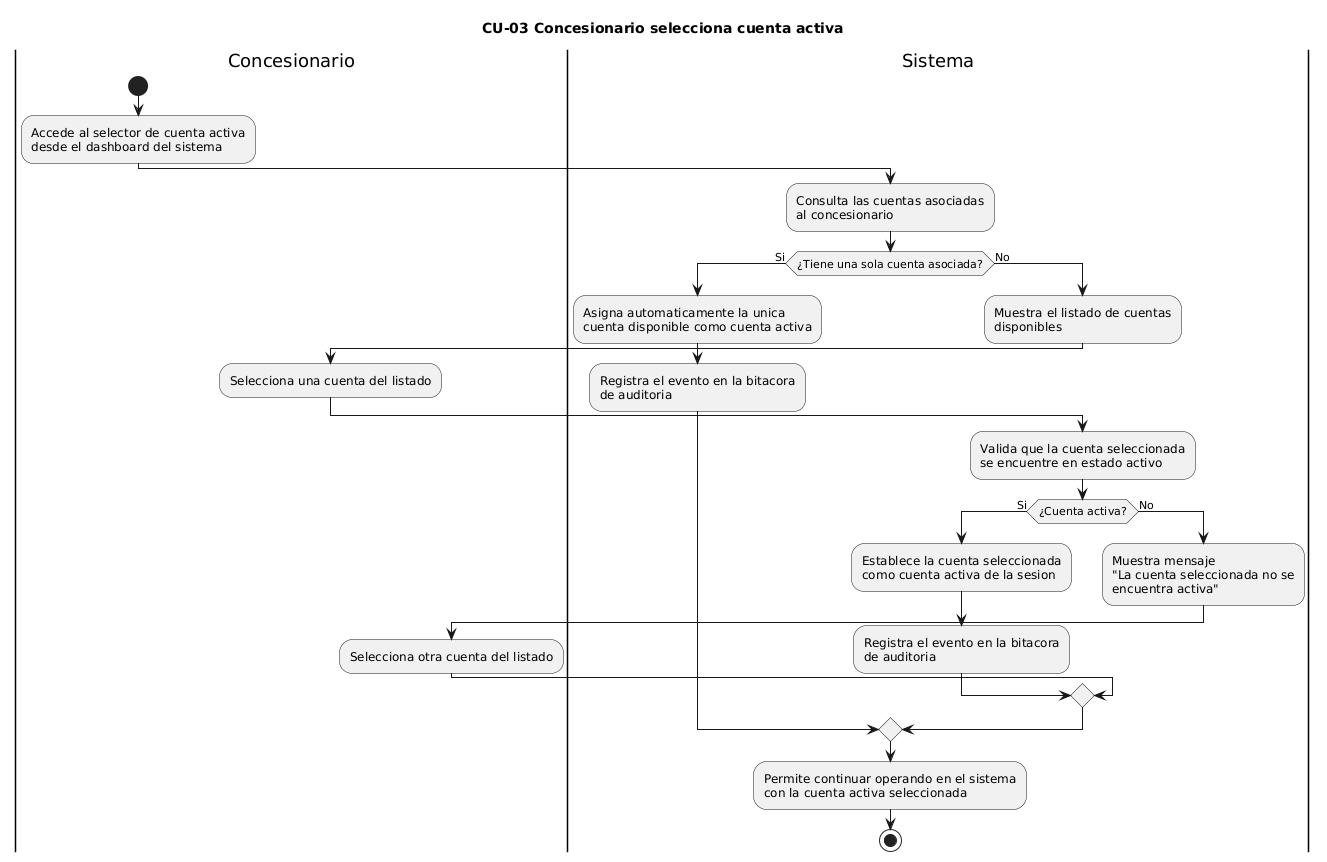 CU-03 Concesionario selecciona cuenta activa
Concesionario
Sistema
Accede al selector de cuenta activa
desde el dashboard del sistema
Consulta las cuentas asociadas
al concesionario
¿Tiene una sola cuenta asociada?
Si
No
Asigna automaticamente la unica
cuenta disponible como cuenta activa
Muestra el listado de cuentas
disponibles
Selecciona una cuenta del listado
Registra el evento en la bitacora
de auditoria
Valida que la cuenta seleccionada
se encuentre en estado activo
¿Cuenta activa?
Si
No
Establece la cuenta seleccionada
como cuenta activa de la sesion
Muestra mensaje
"La cuenta seleccionada no se
encuentra activa"
Selecciona otra cuenta del listado
Registra el evento en la bitacora
de auditoria
Permite continuar operando en el sistema
con la cuenta activa seleccionada